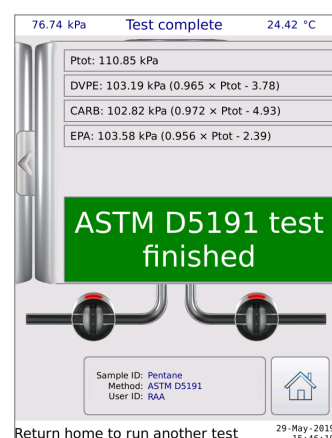 76.74 kPa Test complete 24.42 °C
Ptot: 110.85 kPa
DVPE: 103.19 kPa (0.965 × Ptot - 3.78)
CARB: 102.82 kPa (0.972 × Ptot - 4.93)
EPA: 103.58 kPa (0.956 × Ptot - 2.39)
ASTM D5191 test
finished
Sample ID: Pentane
Method: ASTM D5191
User ID: RAA
Return home to run another test
29-May-2019